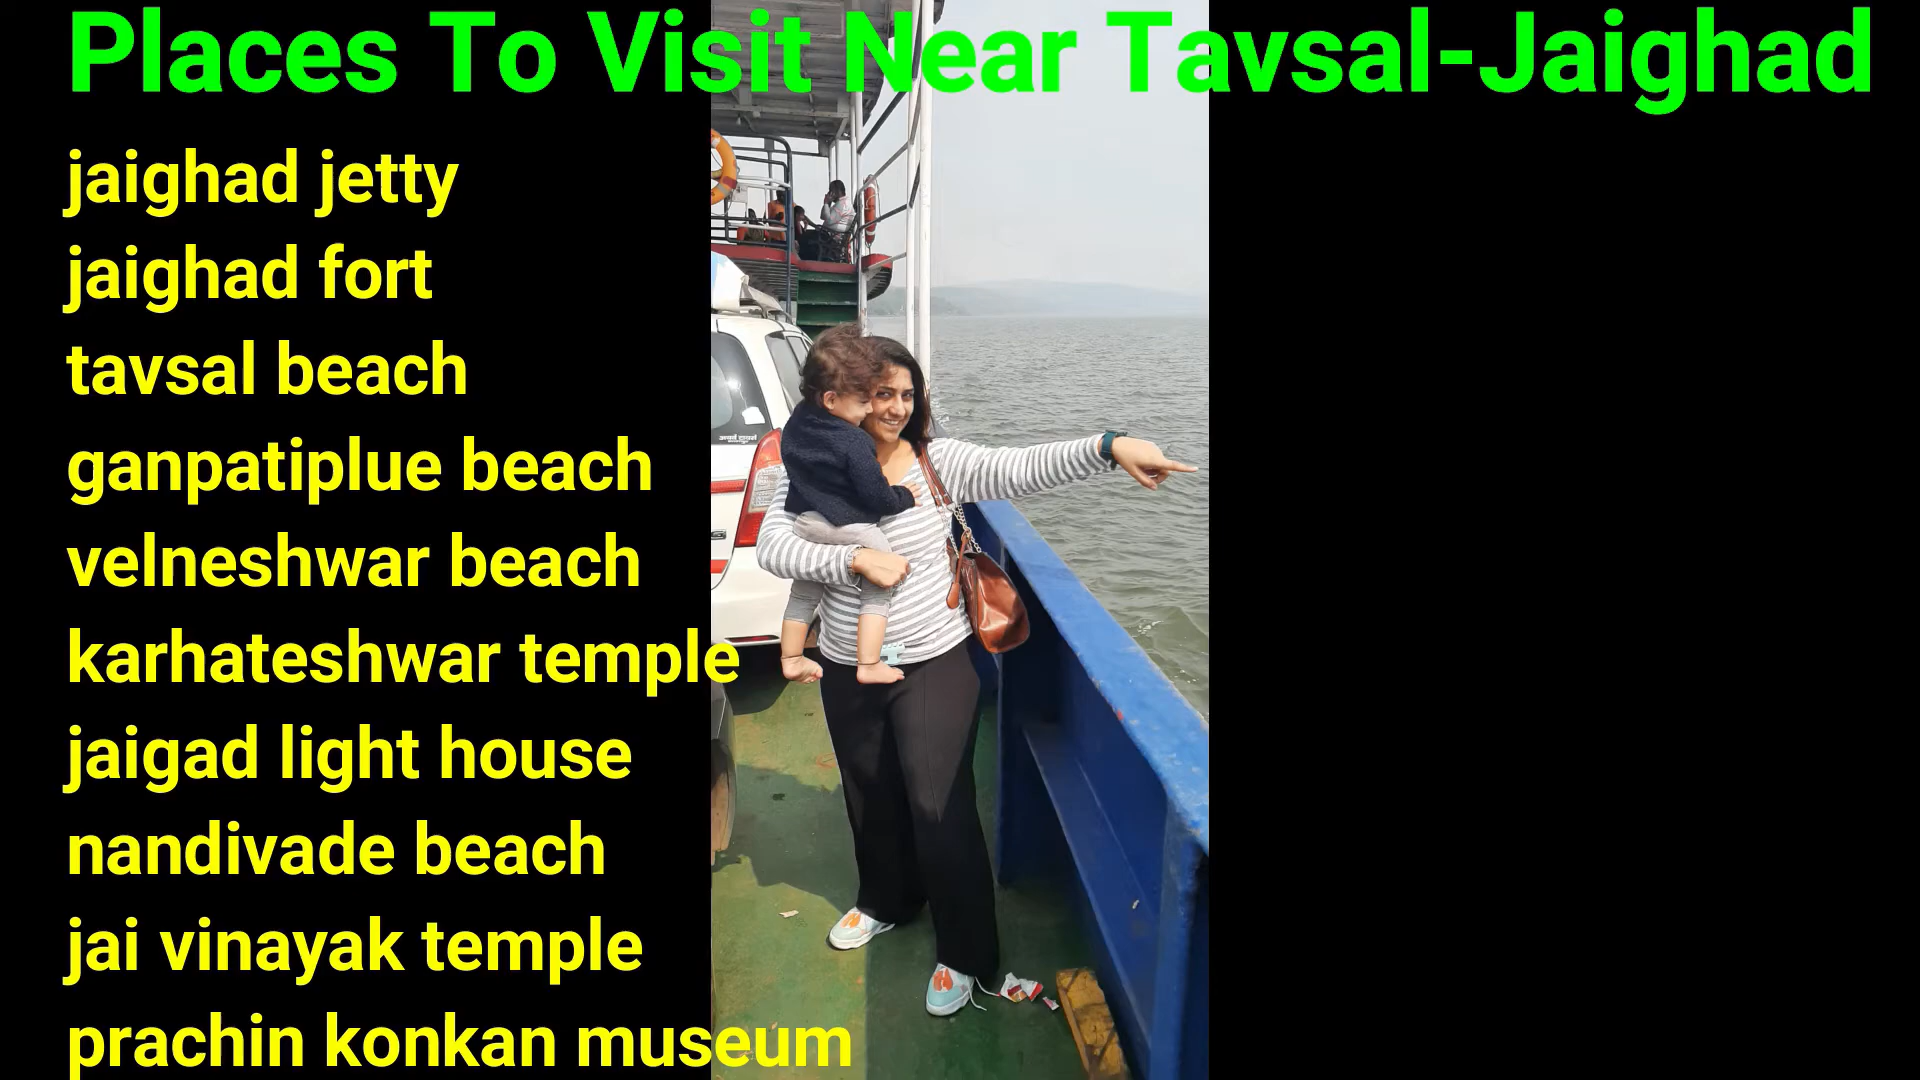 Places To Visit Near Tavsal-Jaighad
jaighad jetty
jaighad fort
tavsal beach
ganpatiplue beach
velneshwar beach
karhateshwar temple
jaigad light house
nandivade beach
jai vinayak temple
prachin konkan museum